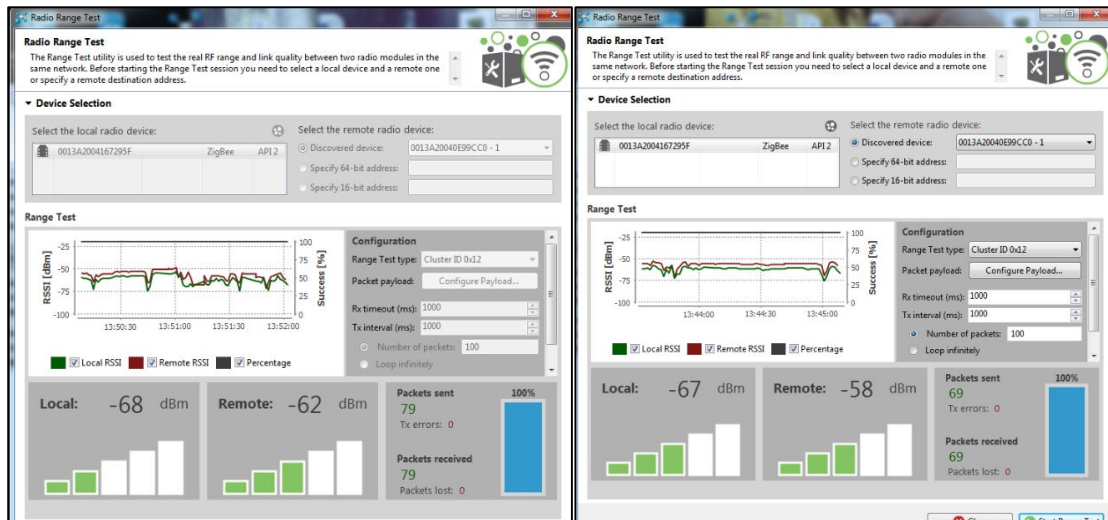 Radio Range Test
Radio Range Test
The Range Test utility is used to test the real RF range and link quality between two radio modules in the
same network. Before starting the Range Test session you need to select a local device and a remote one
or specify a remote destination address.
Device Selection
Select the local radio device:
0013A2004167295F ZigBee API 2
Select the remote radio device:
Discovered device: 0013A20040E99CC0 - 1
Specify 64-bit address:
Specify 16-bit address:
Range Test
RSSI [dBm]
-25
-50
-75
-100
100
75
50
25
0
Success [%]
13:50:30 13:51:00 13:51:30 13:52:00
Local RSSI Remote RSSI Percentage
Configuration
Range Test type: Cluster ID 0x12
Packet payload: Configure Payload...
Rx timeout (ms): 1000
Tx interval (ms): 1000
Number of packets: 100
Loop infinitely
Local: -68 dBm
Remote: -62 dBm
Packets sent
79
Tx errors: 0
Packets received
79
Packets lost: 0
100%
Radio Range Test
Radio Range Test
The Range Test utility is used to test the real RF range and link quality between two radio modules in the
same network. Before starting the Range Test session you need to select a local device and a remote one
or specify a remote destination address.
Device Selection
Select the local radio device:
0013A2004167295F ZigBee API 2
Select the remote radio device:
Discovered device: 0013A20040E99CC0 - 1
Specify 64-bit address:
Specify 16-bit address:
Range Test
RSSI [dBm]
-25
-50
-75
-100
100
75
50
25
0
Success [%]
13:44:00 13:44:30 13:45:00
Local RSSI Remote RSSI Percentage
Configuration
Range Test type: Cluster ID 0x12
Packet payload: Configure Payload...
Rx timeout (ms): 1000
Tx interval (ms): 1000
Number of packets: 100
Loop infinitely
Local: -67 dBm
Remote: -58 dBm
Packets sent
69
Tx errors: 0
Packets received
69
Packets lost: 0
100%